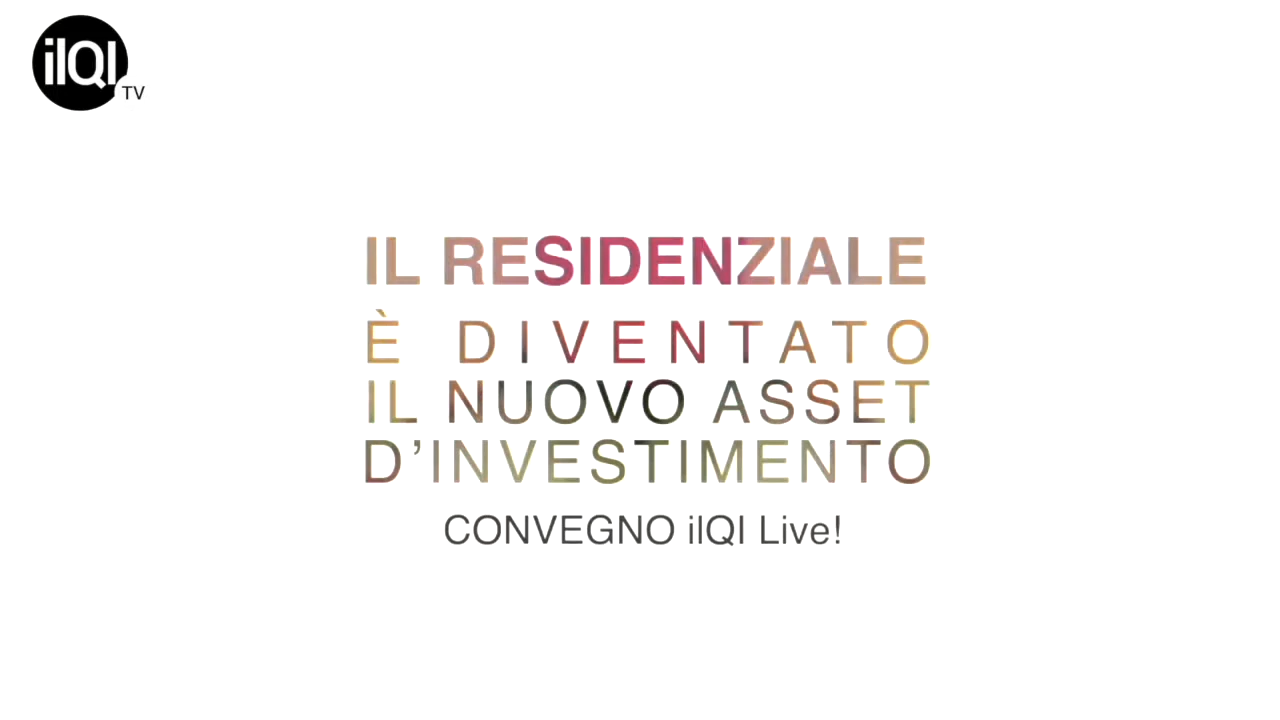 ilQI
TV
IL RESIDENZIALE
È DIVENTATO
IL NUOVO ASSET
D’INVESTIMENTO
CONVEGNO ilQI Live!